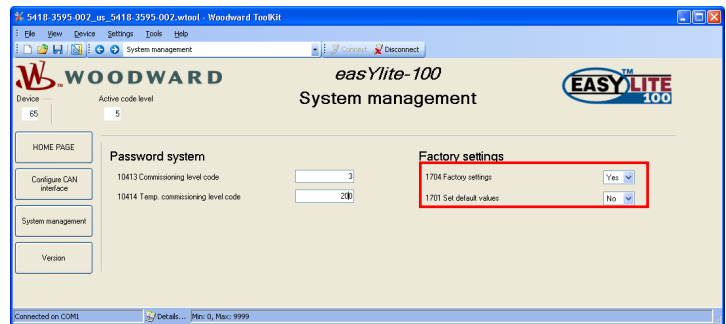 5418-3595-002_us_5418-3595-002.wtool - Woodward ToolKit
File View Device Settings Tools Help
System management Connect Disconnect
WOODWARD
easYlite-100
System management
EASYLITE™ 100
Device Active code level
65 5
HOME PAGE
Configure CAN interface
System management
Version
Password system
10413 Commissioning level code 3
10414 Temp. commissioning level code 200
Factory settings
1704 Factory settings Yes
1701 Set default values No
Connected on COM1 Details... Min: 0, Max: 9999